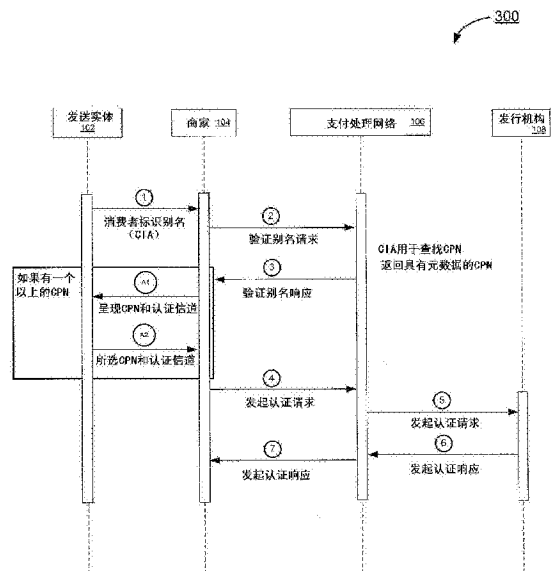 300
发送实体
102
商家 104
支付处理网络 106
发行机构
108
1
消费者标识别名
(CIA)
2
验证别名请求
CIA用于查找CPN
返回具有元数据的CPN
3
验证别名响应
如果有一个
以上的CPN
A1
呈现CPN和认证信道
A2
所选CPN和认证信道
4
发起认证请求
5
发起认证请求
6
发起认证响应
7
发起认证响应